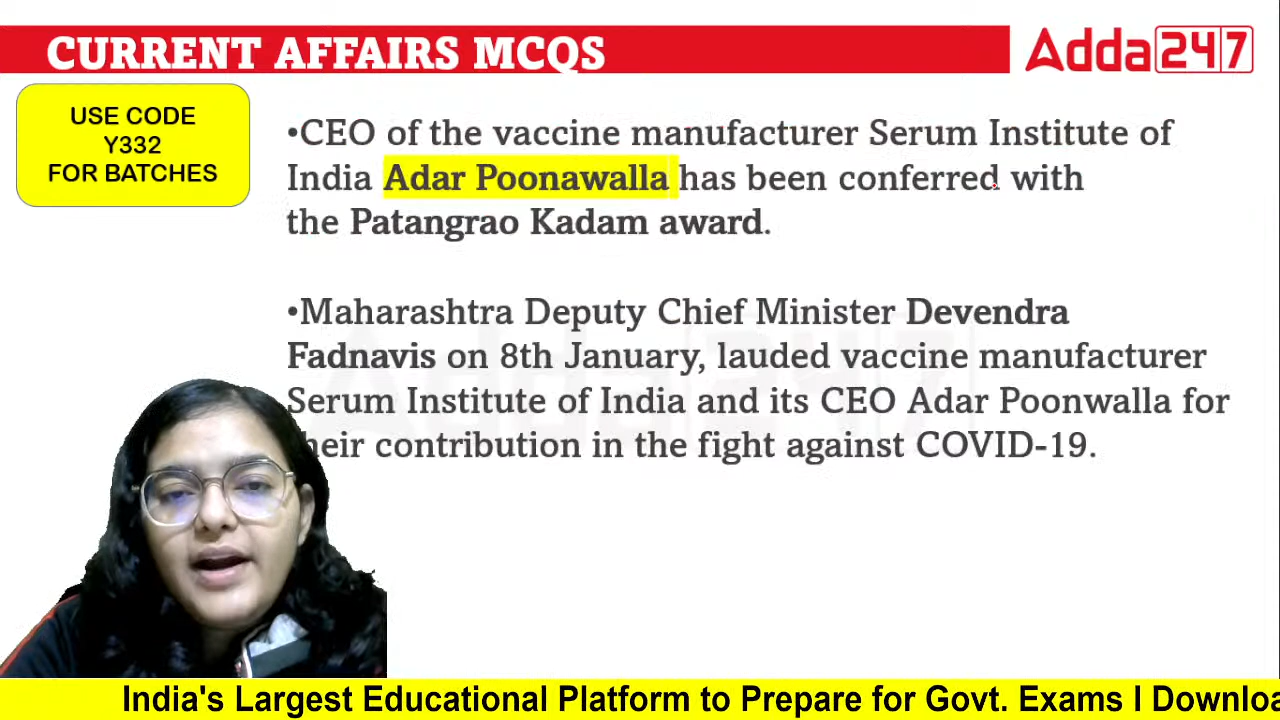 CURRENT AFFAIRS MCQS
Adda247
USE CODE
Y332
FOR BATCHES
•CEO of the vaccine manufacturer Serum Institute of
India Adar Poonawalla has been conferred with
the Patangrao Kadam award.
•Maharashtra Deputy Chief Minister Devendra
Fadnavis on 8th January, lauded vaccine manufacturer
Serum Institute of India and its CEO Adar Poonwalla for
their contribution in the fight against COVID-19.
Adda247
India's Largest Educational Platform to Prepare for Govt. Exams I Downloa